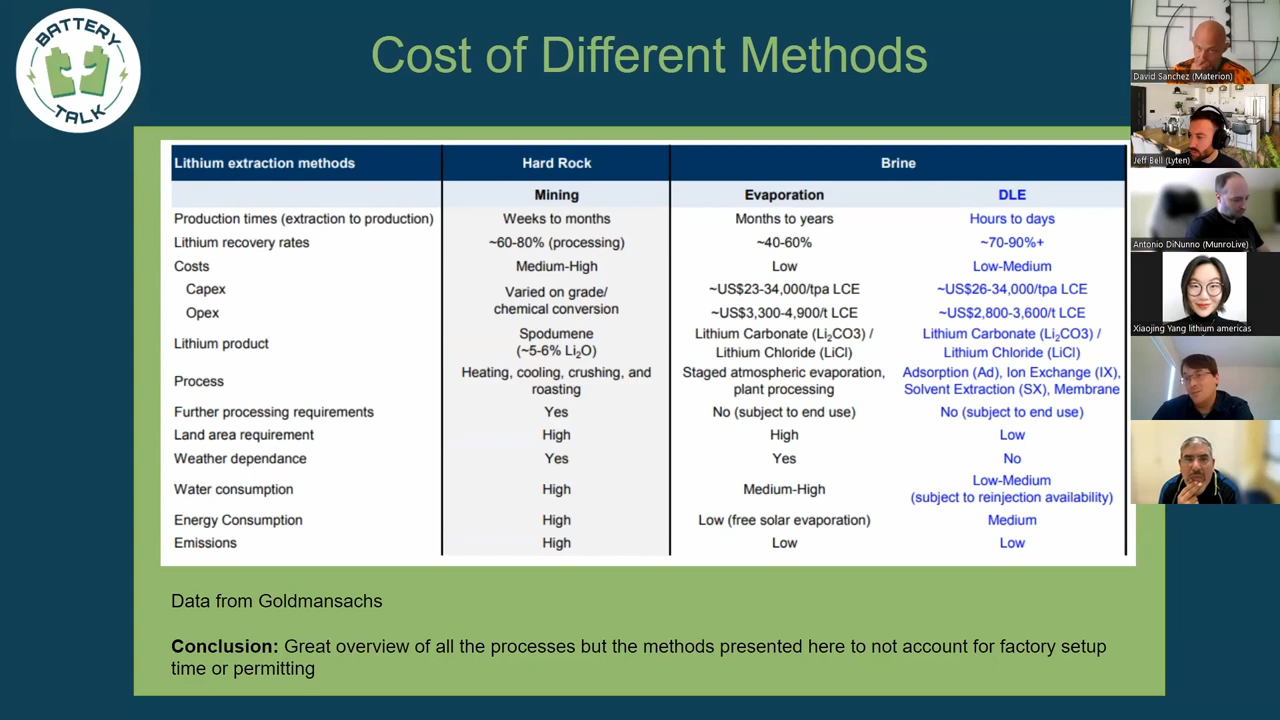 BATTERY
TALK
Cost of Different Methods
Lithium extraction methods Hard Rock Brine
Mining Evaporation DLE
Production times (extraction to production) Weeks to months Months to years Hours to days
Lithium recovery rates ~60-80% (processing) ~40-60% ~70-90%+
Costs Medium-High Low Low-Medium
Capex Varied on grade/ chemical conversion ~US$23-34,000/tpa LCE ~US$26-34,000/tpa LCE
Opex ~US$3,300-4,900/t LCE ~US$2,800-3,600/t LCE
Lithium product Spodumene (~5-6% Li₂O) Lithium Carbonate (Li₂CO3) / Lithium Chloride (LiCl) Lithium Carbonate (Li₂CO3) / Lithium Chloride (LiCl)
Process Heating, cooling, crushing, and roasting Staged atmospheric evaporation, plant processing Adsorption (Ad), Ion Exchange (IX), Solvent Extraction (SX), Membrane
Further processing requirements Yes No (subject to end use) No (subject to end use)
Land area requirement High High Low
Weather dependance Yes Yes No
Water consumption High Medium-High Low-Medium (subject to reinjection availability)
Energy Consumption High Low (free solar evaporation) Medium
Emissions High Low Low
Data from Goldmansachs
Conclusion: Great overview of all the processes but the methods presented here to not account for factory setup
time or permitting
David Sanchez (Materion)
Jeff Bell (Lyten)
Antonio DiNunno (MunroLive)
Xiaojing Yang lithium americas